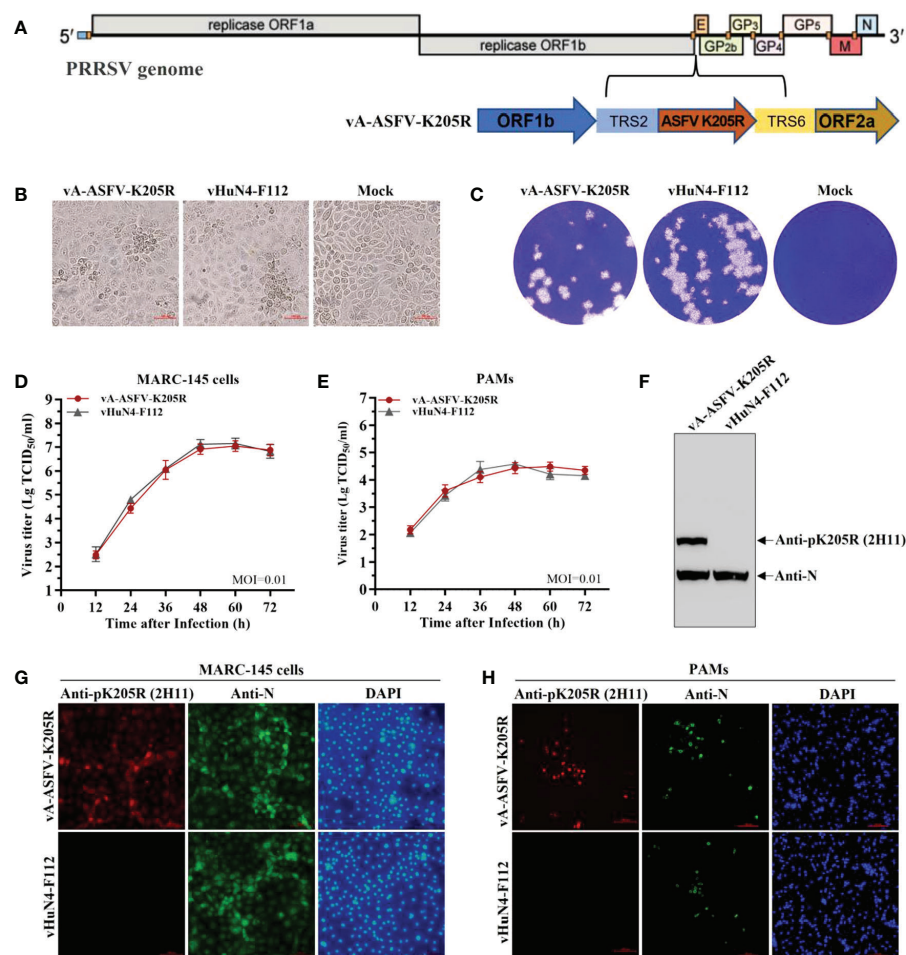 A
replicase ORF1a
E
GP3
GP5
N
5′
3′
replicase ORF1b
GP2b
GP4
M
PRRSV genome
vA-ASFV-K205R
ORF1b
TRS2
ASFV K205R
TRS6
ORF2a
B
vA-ASFV-K205R
vHuN4-F112
Mock
C
vA-ASFV-K205R
vHuN4-F112
Mock
D
MARC-145 cells
vA-ASFV-K205R
vHuN4-F112
Virus titer (Lg TCID50/ml)
9
8
7
6
5
4
3
2
1
MOI=0.01
0
12
24
36
48
60
72
Time after Infection (h)
E
PAMs
vA-ASFV-K205R
vHuN4-F112
Virus titer (Lg TCID50/ml)
7
6
5
4
3
2
1
0
MOI=0.01
0
12
24
36
48
60
72
Time after Infection (h)
F
vA-ASFV-K205R
vHuN4-F112
Anti-pK205R (2H11)
Anti-N
G
MARC-145 cells
Anti-pK205R (2H11)
Anti-N
DAPI
vA-ASFV-K205R
vHuN4-F112
H
PAMs
Anti-pK205R (2H11)
Anti-N
DAPI
vA-ASFV-K205R
vHuN4-F112